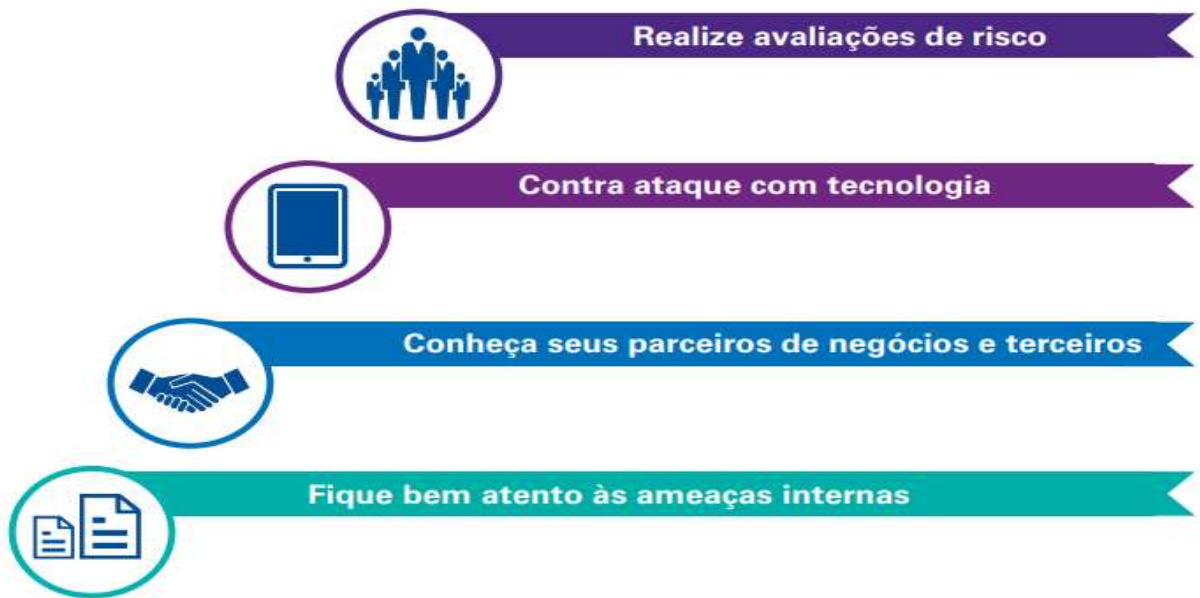 Realize avaliações de risco
Contra ataque com tecnologia
Conheça seus parceiros de negócios e terceiros
Fique bem atento às ameaças internas